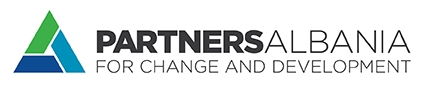 PARTNERSALBANIA
FOR CHANGE AND DEVELOPMENT